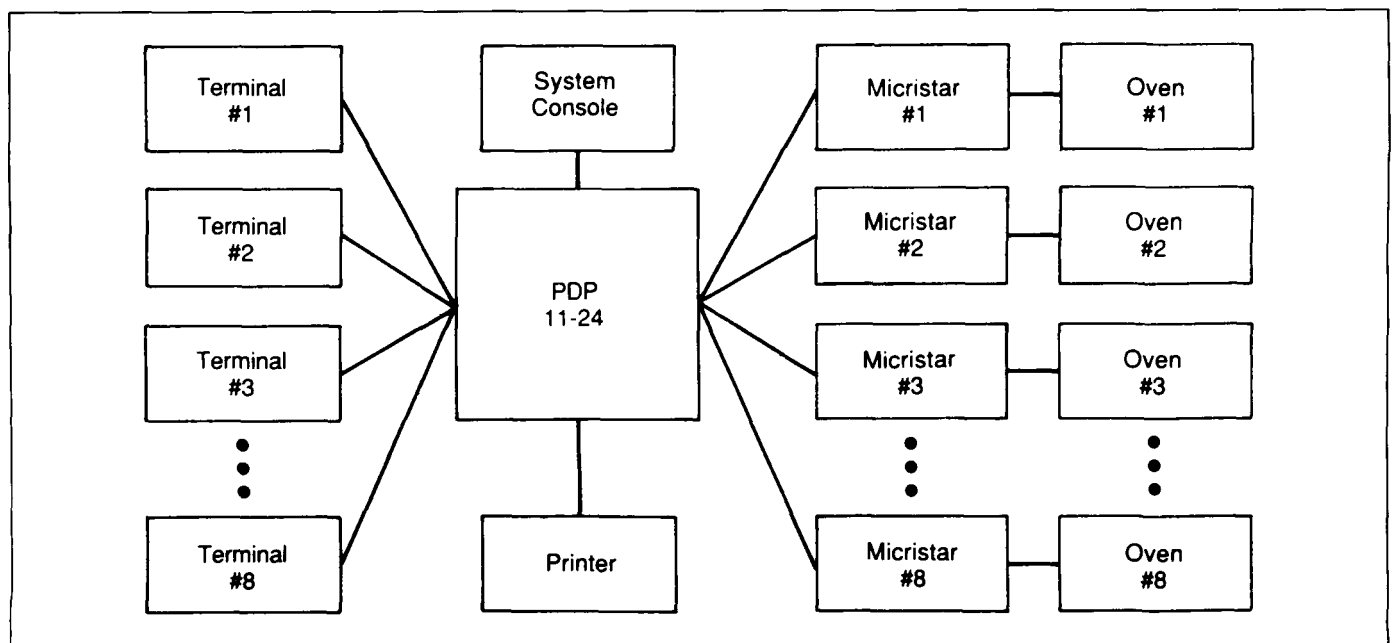 Terminal
#1
Terminal
#2
Terminal
#3
Terminal
#8
System
Console
PDP
11-24
Printer
Micristar
#1
Micristar
#2
Micristar
#3
Micristar
#8
Oven
#1
Oven
#2
Oven
#3
Oven
#8